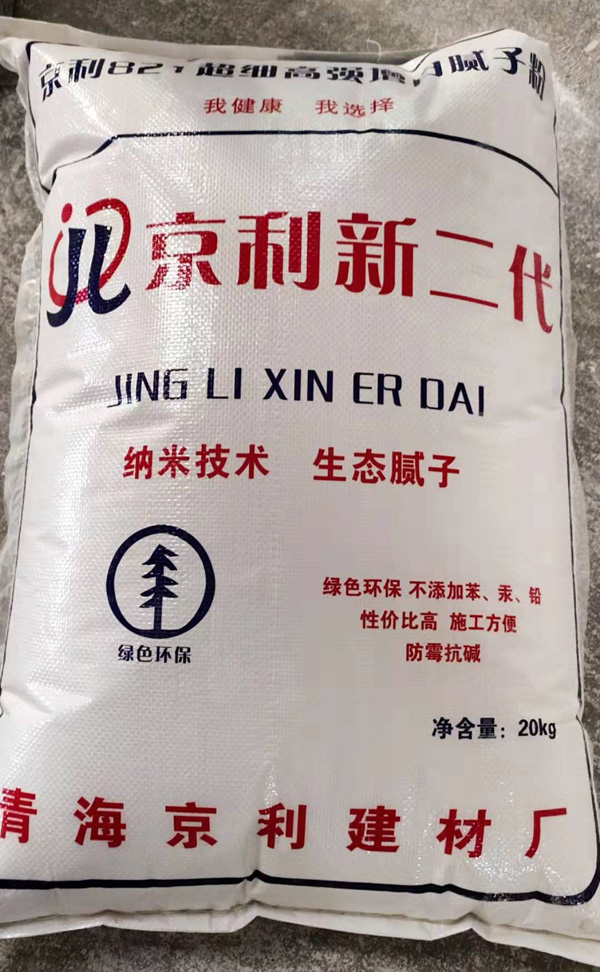 京利821超细高强腻子粉
我健康 我选择
京利新二代
JING LI XIN ER DAI
纳米技术 生态腻子
绿色环保 不添加苯、汞、铅
性价比高 施工方便
防霉抗碱
绿色环保
净含量：20kg
青海京利建材厂